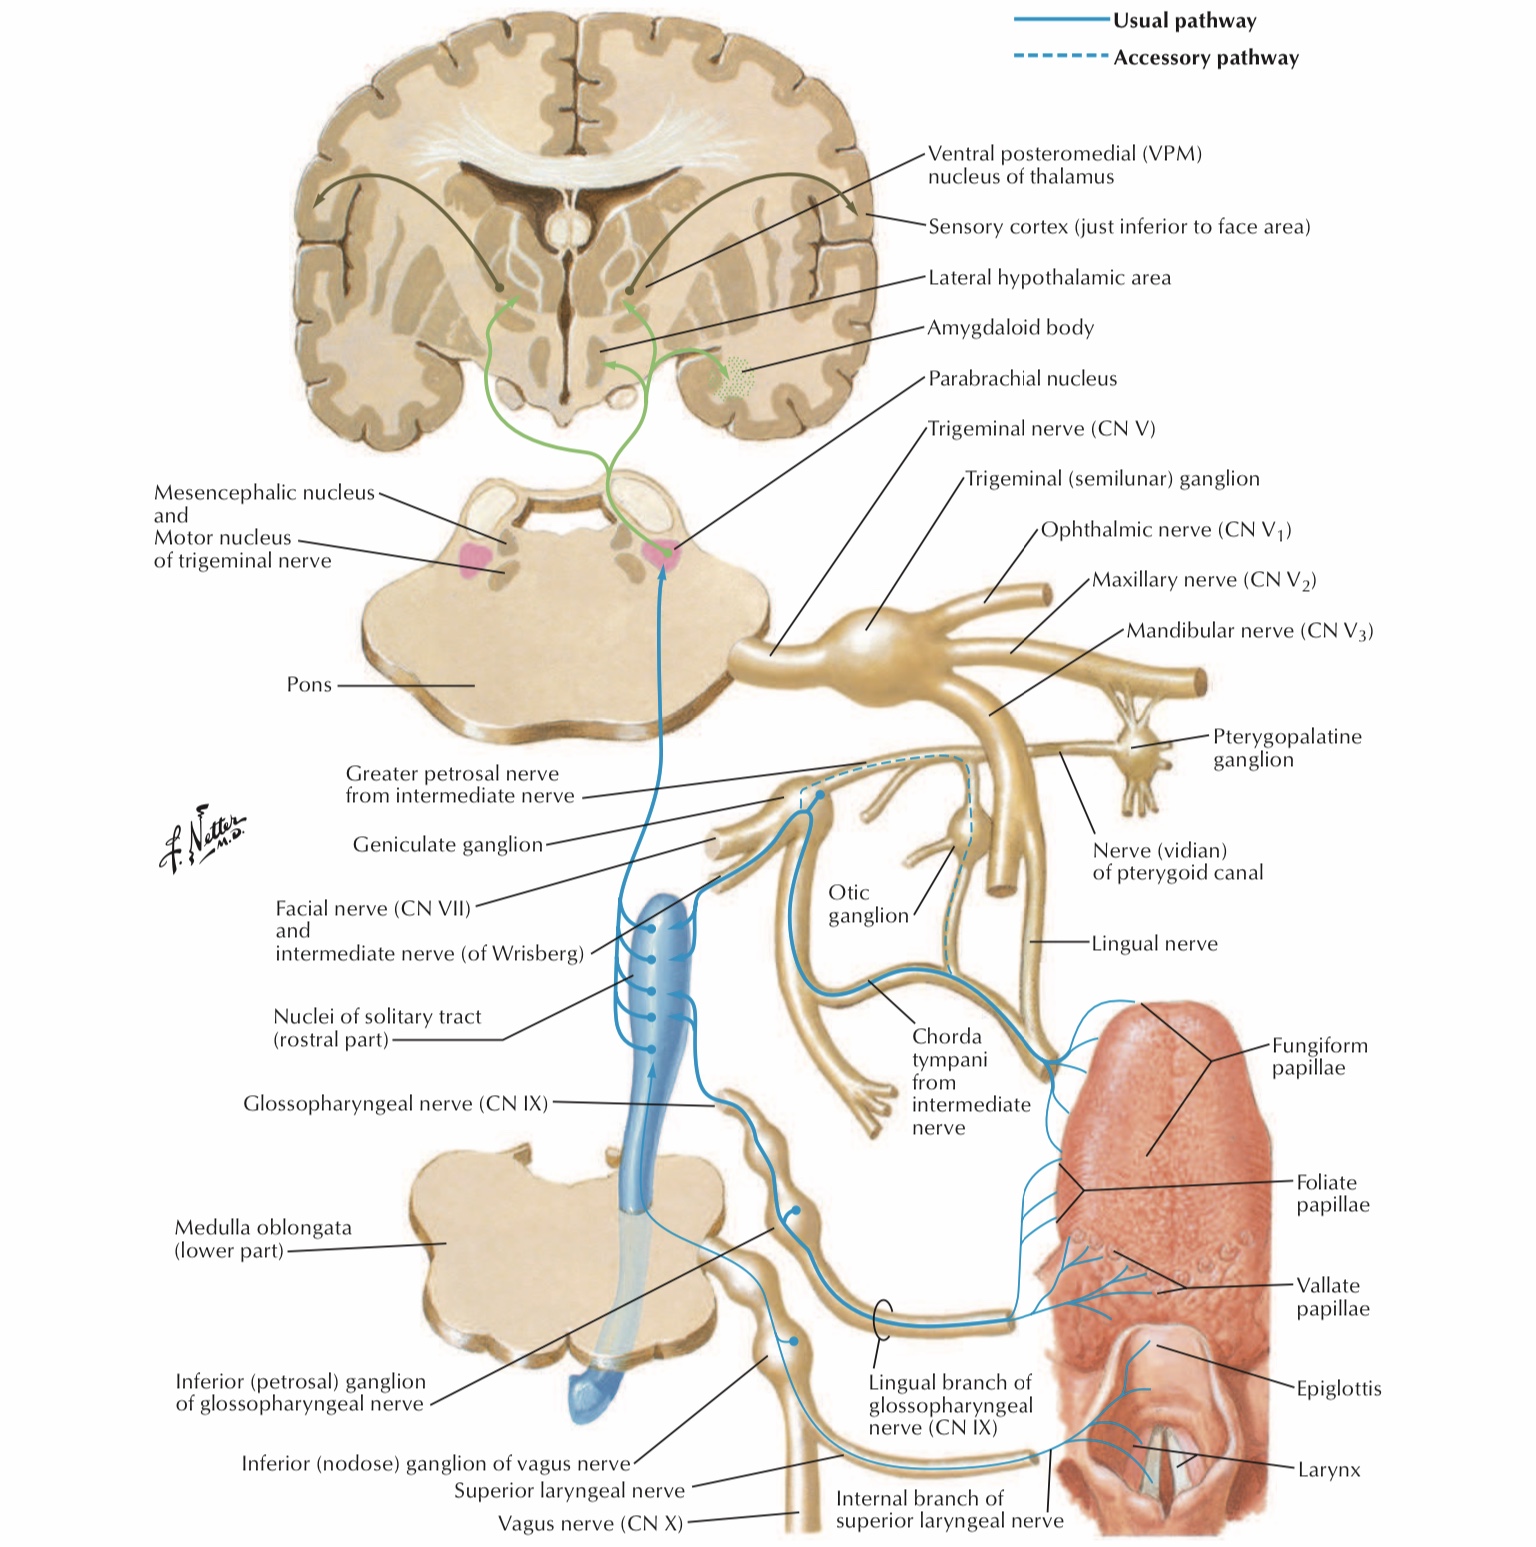 Usual pathway
Accessory pathway
Ventral posteromedial (VPM)
nucleus of thalamus
Sensory cortex (just inferior to face area)
Lateral hypothalamic area
Amygdaloid body
Parabrachial nucleus
Trigeminal nerve (CN V)
Trigeminal (semilunar) ganglion
Ophthalmic nerve (CN V1)
Maxillary nerve (CN V2)
Mandibular nerve (CN V3)
Mesencephalic nucleus
and
Motor nucleus
of trigeminal nerve
Pons
Pterygopalatine
ganglion
Greater petrosal nerve
from intermediate nerve
Geniculate ganglion
F. Netter
M.D.
Nerve (vidian)
of pterygoid canal
Otic
ganglion
Facial nerve (CN VII)
and
intermediate nerve (of Wrisberg)
Lingual nerve
Nuclei of solitary tract
(rostral part)
Chorda
tympani
from
intermediate
nerve
Fungiform
papillae
Glossopharyngeal nerve (CN IX)
Foliate
papillae
Medulla oblongata
(lower part)
Vallate
papillae
Inferior (petrosal) ganglion
of glossopharyngeal nerve
Lingual branch of
glossopharyngeal
nerve (CN IX)
Epiglottis
Inferior (nodose) ganglion of vagus nerve
Superior laryngeal nerve
Vagus nerve (CN X)
Internal branch of
superior laryngeal nerve
Larynx